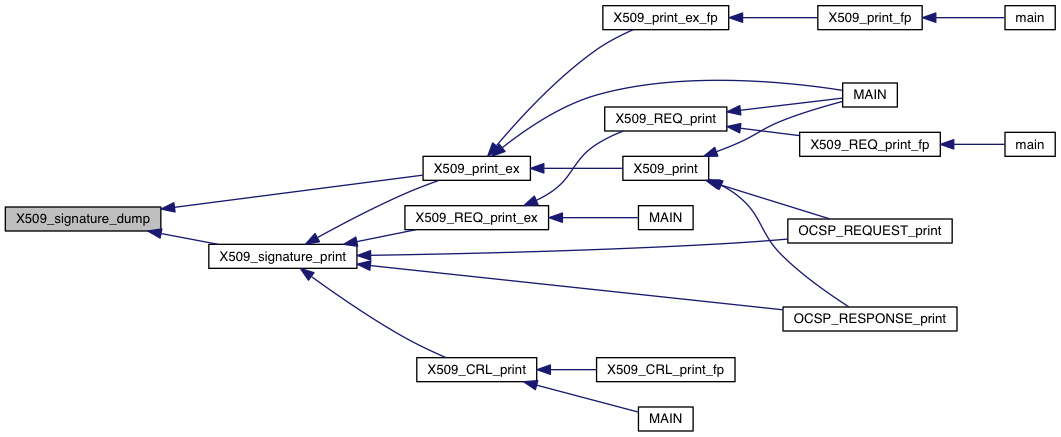 X509_print_ex_fp
X509_print_fp
main
MAIN
X509_REQ_print
X509_REQ_print_fp
main
X509_print_ex
X509_print
X509_signature_dump
X509_REQ_print_ex
MAIN
OCSP_REQUEST_print
X509_signature_print
OCSP_RESPONSE_print
X509_CRL_print
X509_CRL_print_fp
MAIN